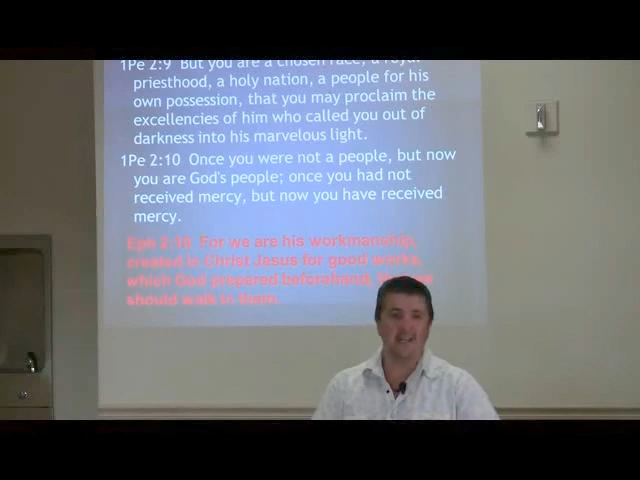 1Pe 2:9 But you are a chosen race, a royal
priesthood, a holy nation, a people for his
own possession, that you may proclaim the
excellencies of him who called you out of
darkness into his marvelous light.
1Pe 2:10 Once you were not a people, but now
you are God's people; once you had not
received mercy, but now you have received
mercy.
Eph 2:10 For we are his workmanship,
created in Christ Jesus for good works,
which God prepared beforehand,
should walk in them.